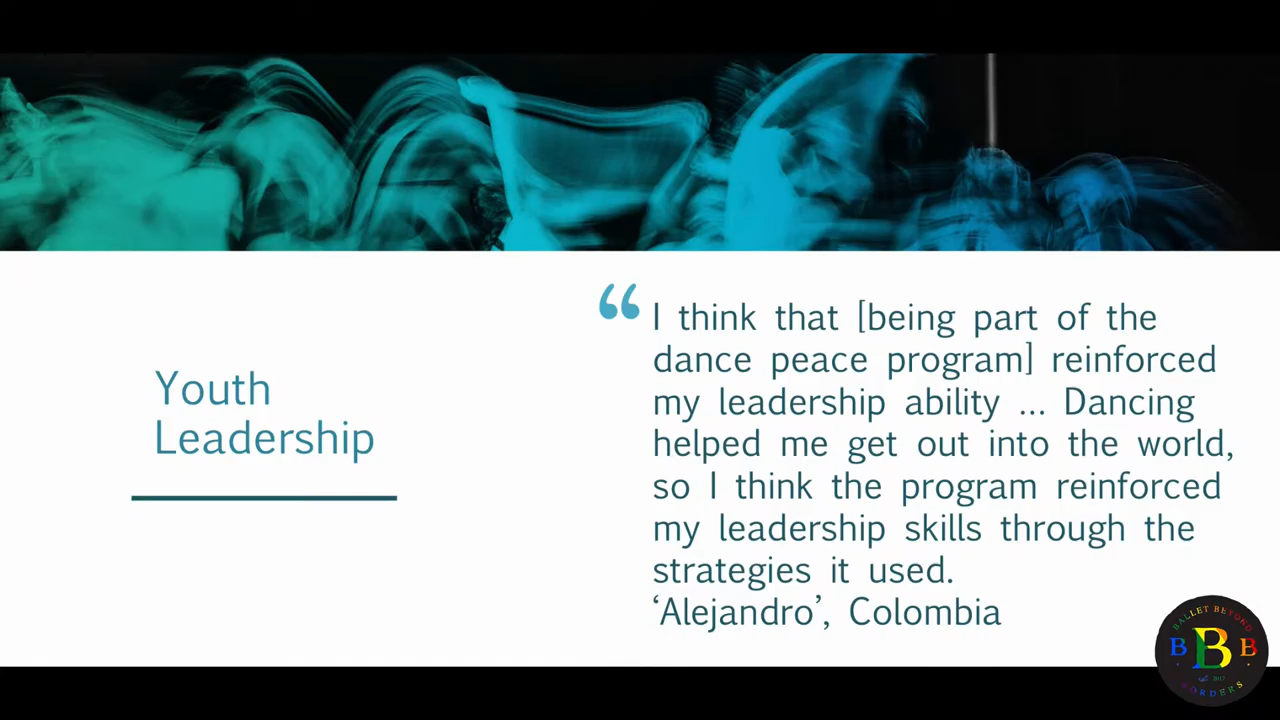 Youth
Leadership
“I think that [being part of the
dance peace program] reinforced
my leadership ability ... Dancing
helped me get out into the world,
so I think the program reinforced
my leadership skills through the
strategies it used.
‘Alejandro’, Colombia
BALLET BEYOND
B B B
BORDERS